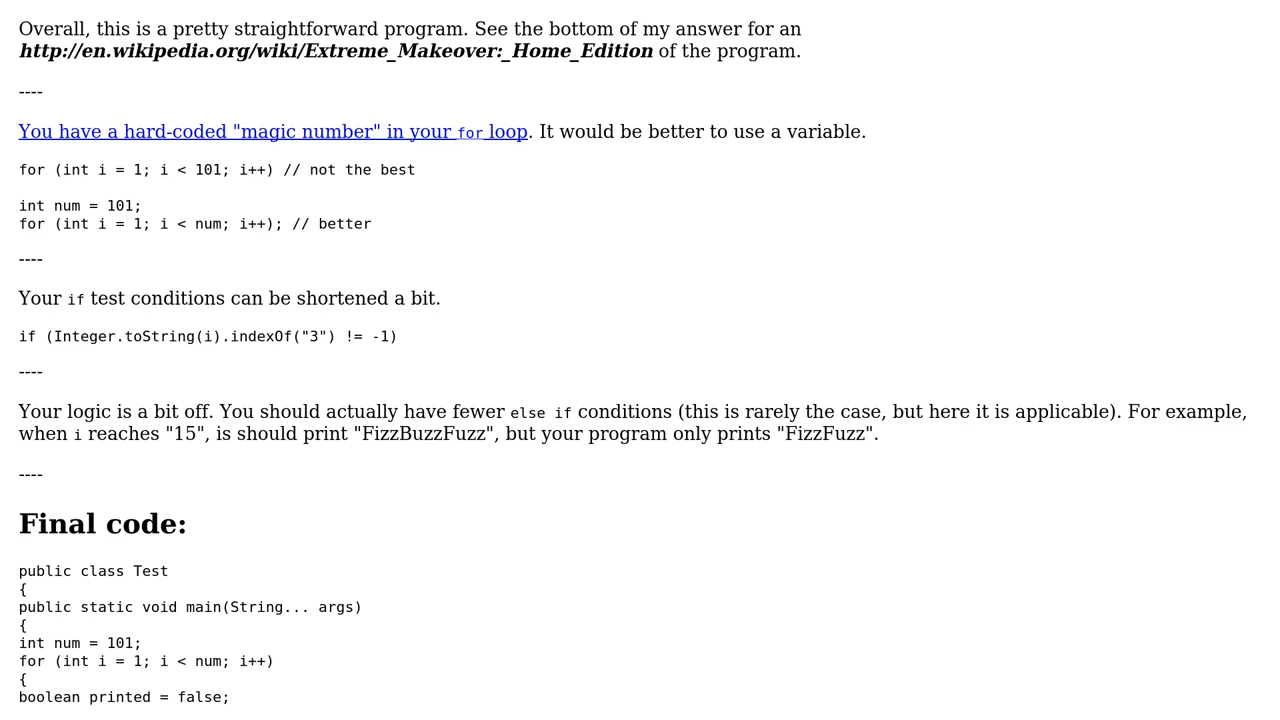 Overall, this is a pretty straightforward program. See the bottom of my answer for an
http://en.wikipedia.org/wiki/Extreme_Makeover:_Home_Edition of the program.
----
You have a hard-coded "magic number" in your for loop. It would be better to use a variable.
for (int i = 1; i < 101; i++) // not the best
int num = 101;
for (int i = 1; i < num; i++); // better
----
Your if test conditions can be shortened a bit.
if (Integer.toString(i).indexOf("3") != -1)
----
Your logic is a bit off. You should actually have fewer else if conditions (this is rarely the case, but here it is applicable). For example,
when i reaches "15", is should print "FizzBuzzFuzz", but your program only prints "FizzFuzz".
----
Final code:
public class Test
{
public static void main(String... args)
{
int num = 101;
for (int i = 1; i < num; i++)
{
boolean printed = false;